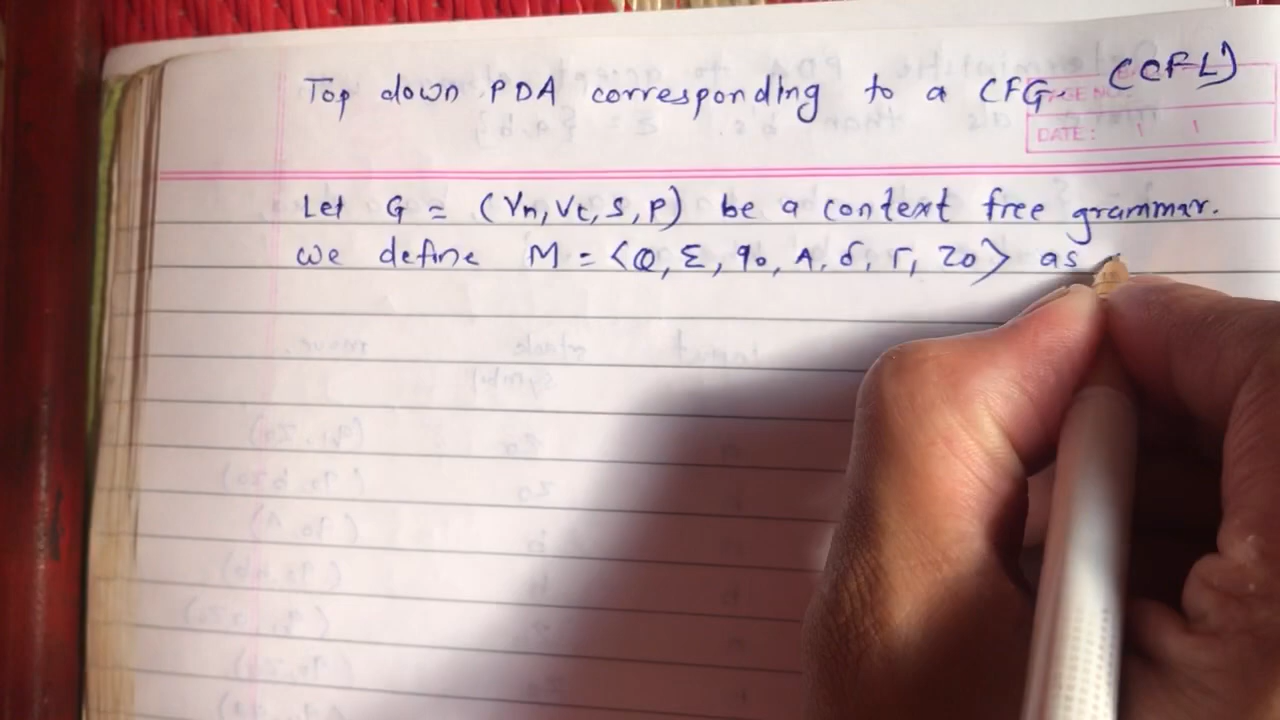 Top down PDA corresponding to a CFG. (CFL)
PAGE NO.
DATE:
Let G = (Vn, Vt, S, P) be a context free grammar.
we define M = <Q, Σ, q0, A, δ, Γ, Z0> as